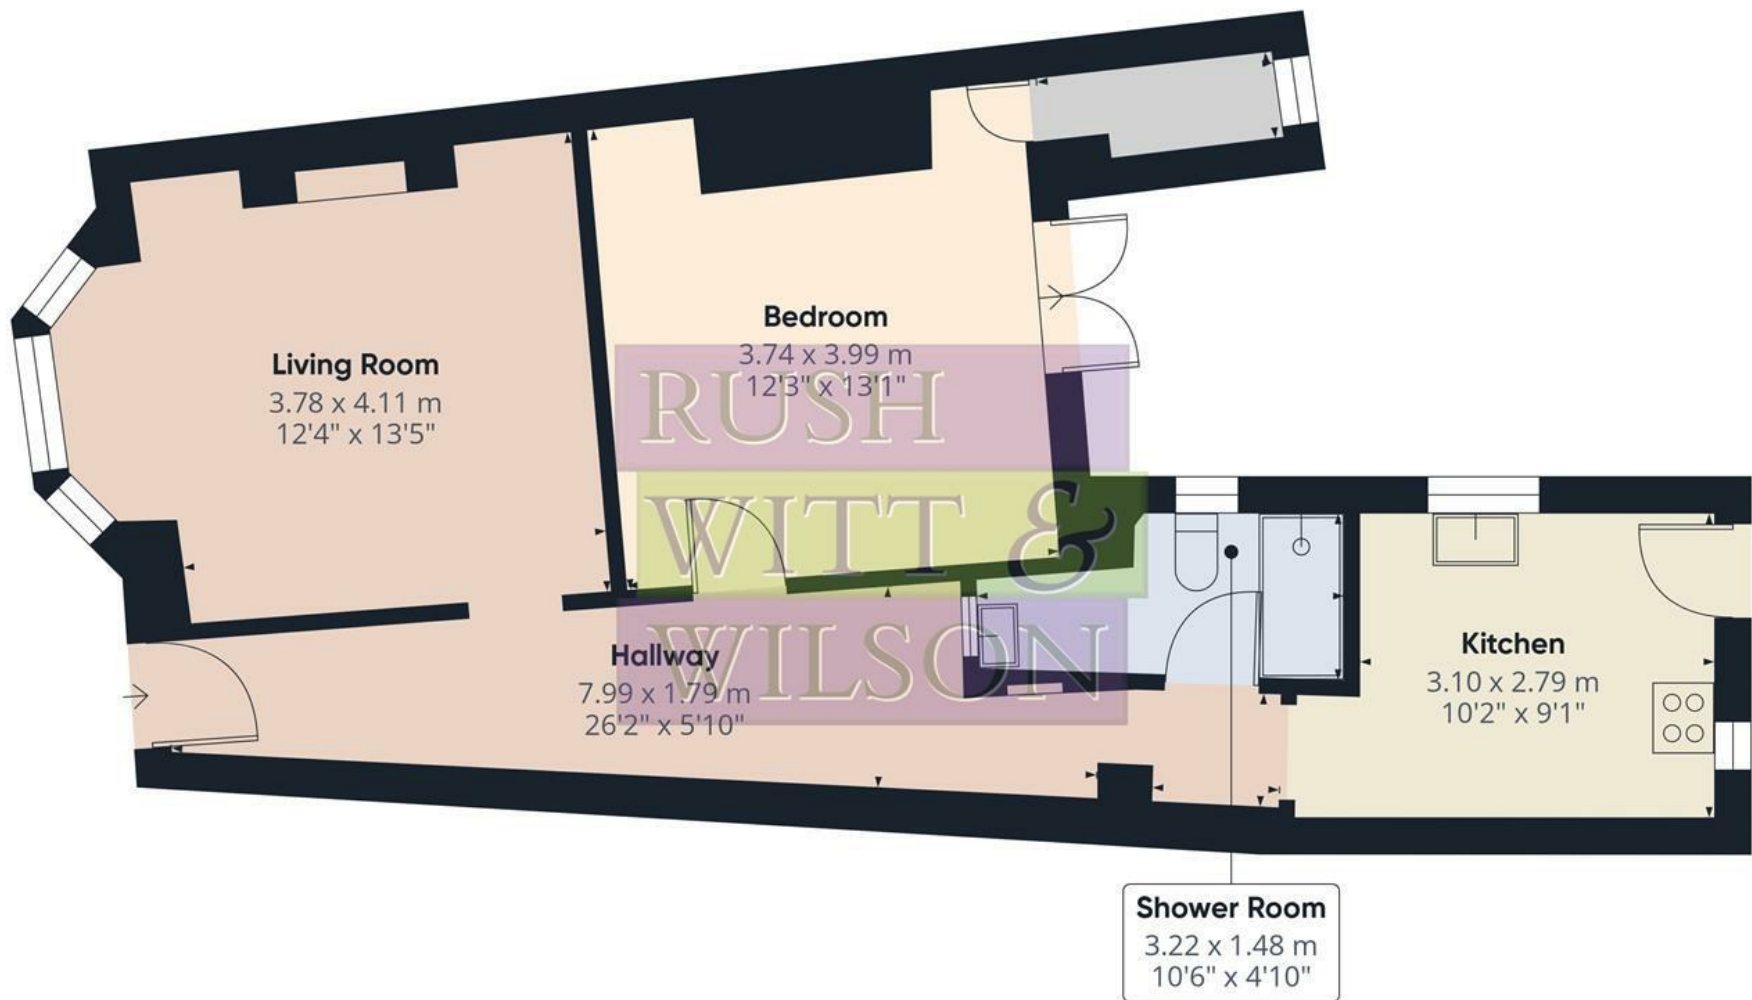 Bedroom
3.74 x 3.99 m
12'3" x 13'1"
Living Room
3.78 x 4.11 m
12'4" x 13'5"
RUSH
WITT &
WILSON
Hallway
7.99 x 1.79 m
26'2" x 5'10"
Kitchen
3.10 x 2.79 m
10'2" x 9'1"
Shower Room
3.22 x 1.48 m
10'6" x 4'10"